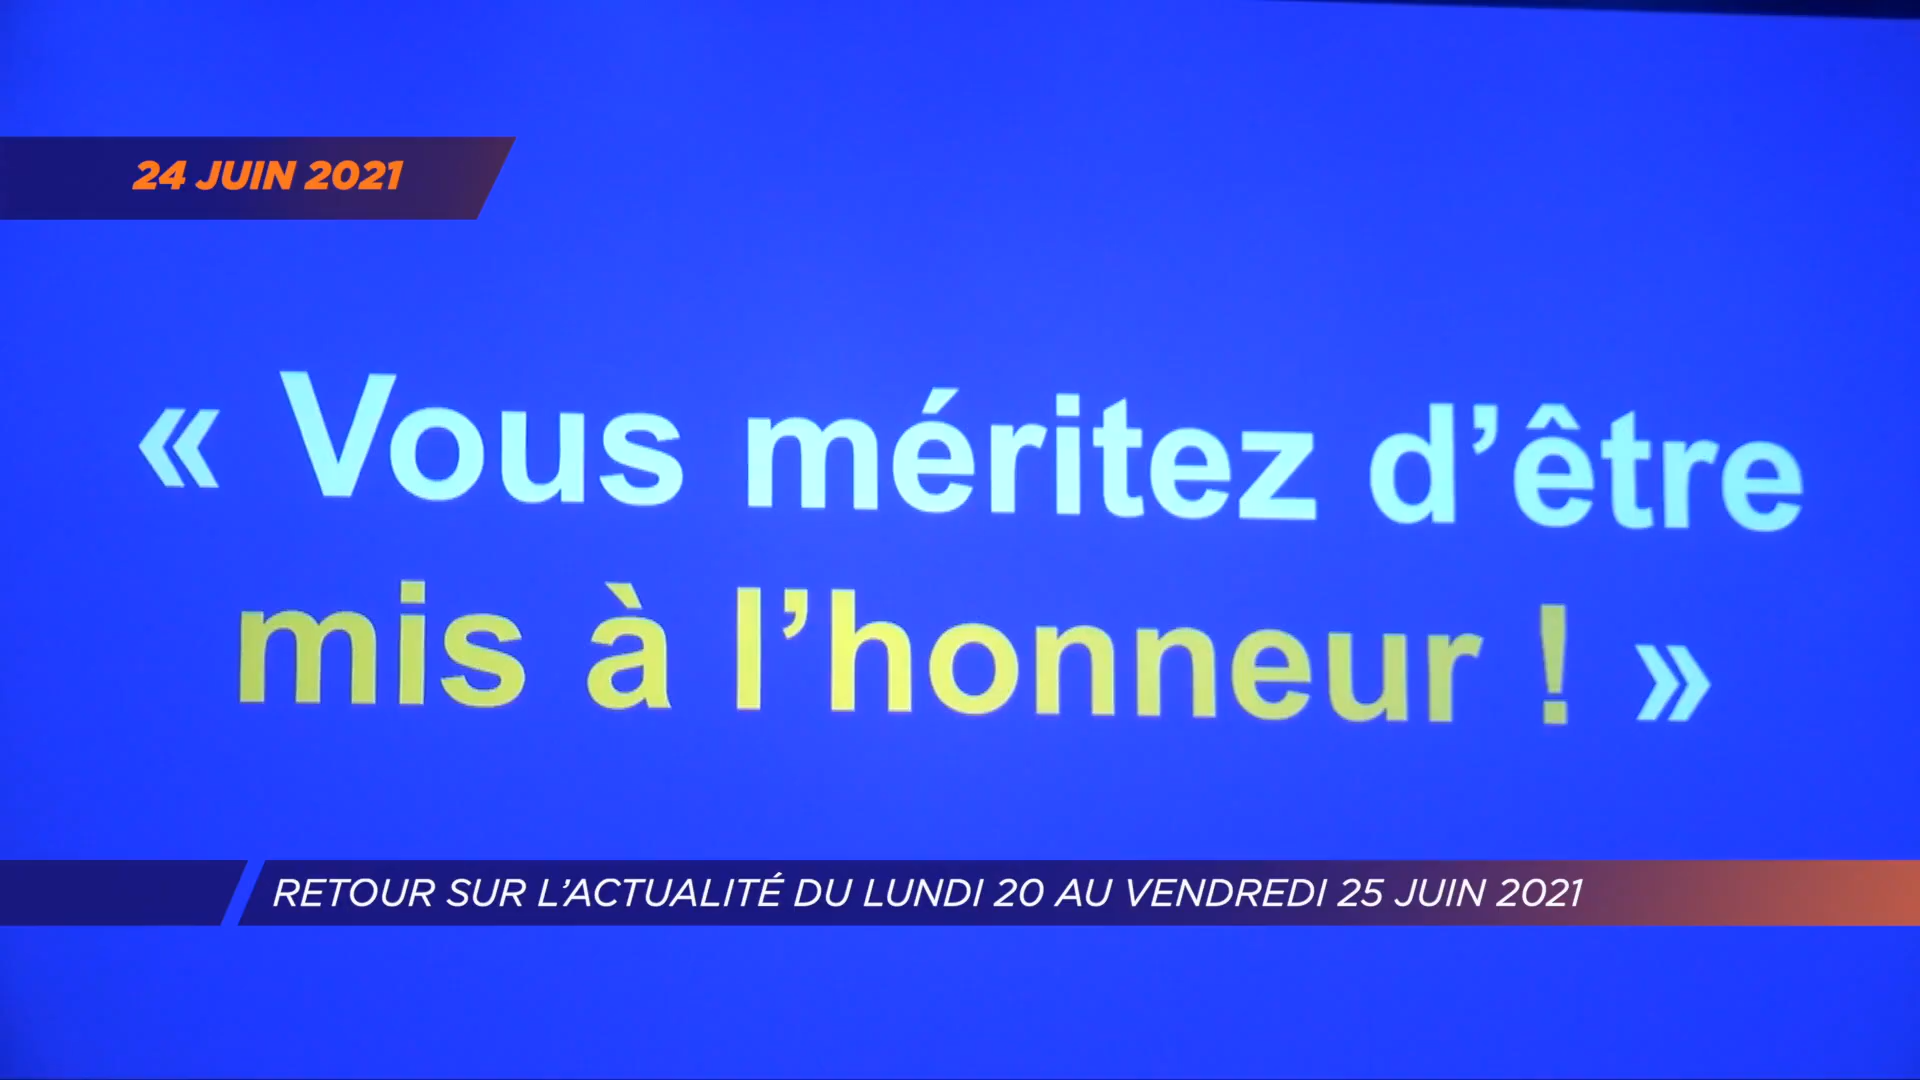 24 JUIN 2021
« Vous méritez d’être
mis à l’honneur ! »
RETOUR SUR L’ACTUALITÉ DU LUNDI 20 AU VENDREDI 25 JUIN 2021